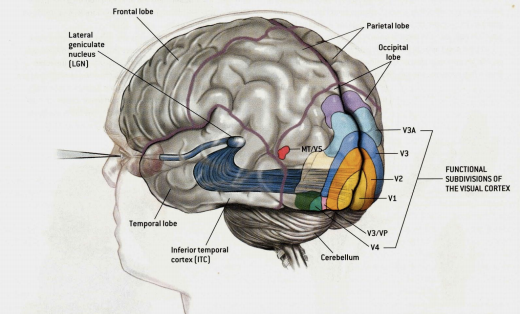 Frontal lobe
Lateral
geniculate
nucleus
(LGN)
Parietal lobe
Occipital
lobe
V3A
MT/V5
V3
V2
FUNCTIONAL
SUBDIVISIONS OF
THE VISUAL CORTEX
V1
Temporal lobe
V3/VP
V4
Inferior temporal
cortex (ITC)
Cerebellum